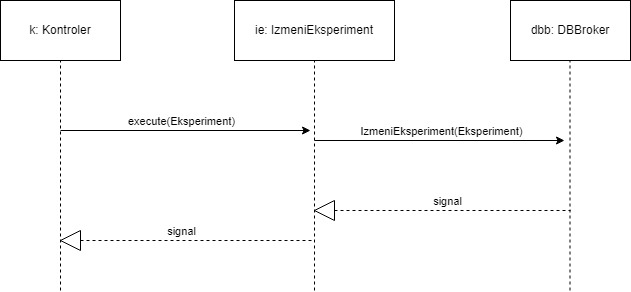 k: Kontroler
ie: IzmeniEksperiment
dbb: DBBroker
execute(Eksperiment)
IzmeniEksperiment(Eksperiment)
signal
signal